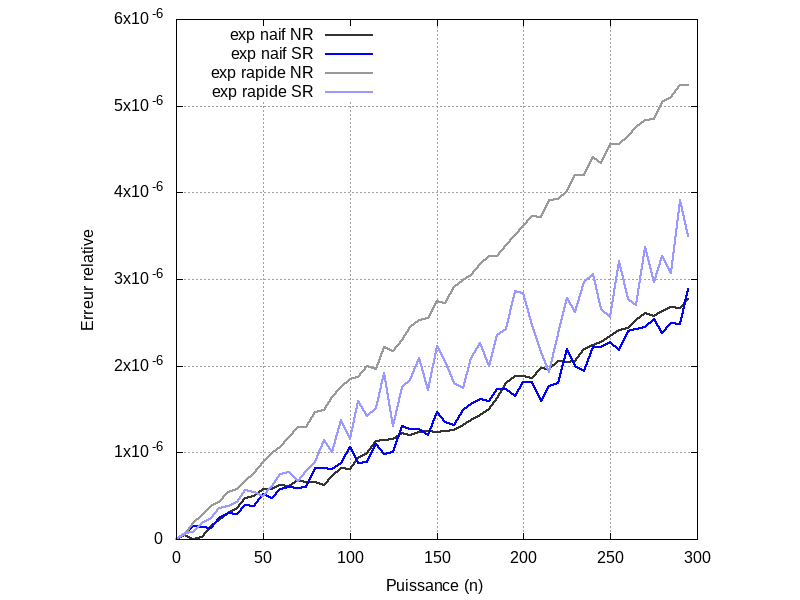 6x10^-6
5x10^-6
4x10^-6
3x10^-6
2x10^-6
1x10^-6
0
Erreur relative
exp naif NR
exp naif SR
exp rapide NR
exp rapide SR
0 50 100 150 200 250 300
Puissance (n)